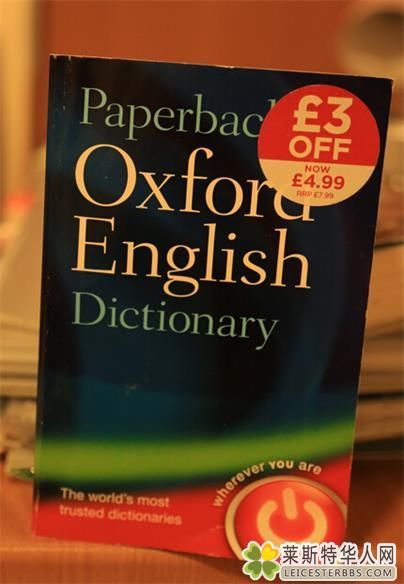 Paperback
£3
OFF
NOW
£4.99
RRP £7.99
Oxford
English
Dictionary
wherever YOU are
The world's most
trusted dictionaries
莱斯特华人网
LEICESTERBBS.COM